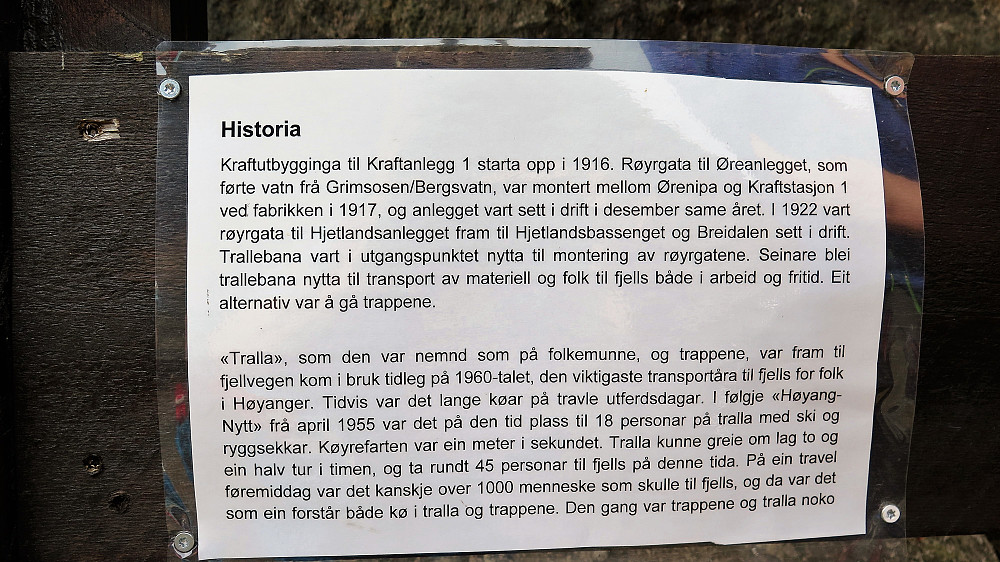 Historia
Kraftutbygginga til Kraftanlegg 1 starta opp i 1916. Røyrgata til Øreanlegget, som
førte vatn frå Grimsosen/Bergsvatn, var montert mellom Ørenipa og Kraftstasjon 1
ved fabrikken i 1917, og anlegget vart sett i drift i desember same året. I 1922 vart
røyrgata til Hjetlandsanlegget fram til Hjetlandsbassenget og Breidalen sett i drift.
Trallebana vart i utgangspunktet nytta til montering av røyrgatene. Seinare blei
trallebana nytta til transport av materiell og folk til fjells både i arbeid og fritid. Eit
alternativ var å gå trappene.
«Tralla», som den var nemnd som på folkemunne, og trappene, var fram til
fjellvegen kom i bruk tidleg på 1960-talet, den viktigaste transportåra til fjells for folk
i Høyanger. Tidvis var det lange køar på travle utferdsdagar. I følgje «Høyang-
Nytt» frå april 1955 var det på den tid plass til 18 personar på tralla med ski og
ryggsekkar. Køyrefarten var ein meter i sekundet. Tralla kunne greie om lag to og
ein halv tur i timen, og ta rundt 45 personar til fjells på denne tida. På ein travel
føremiddag var det kanskje over 1000 menneske som skulle til fjells, og da var det
som ein forstår både kø i tralla og trappene. Den gang var trappene og tralla noko